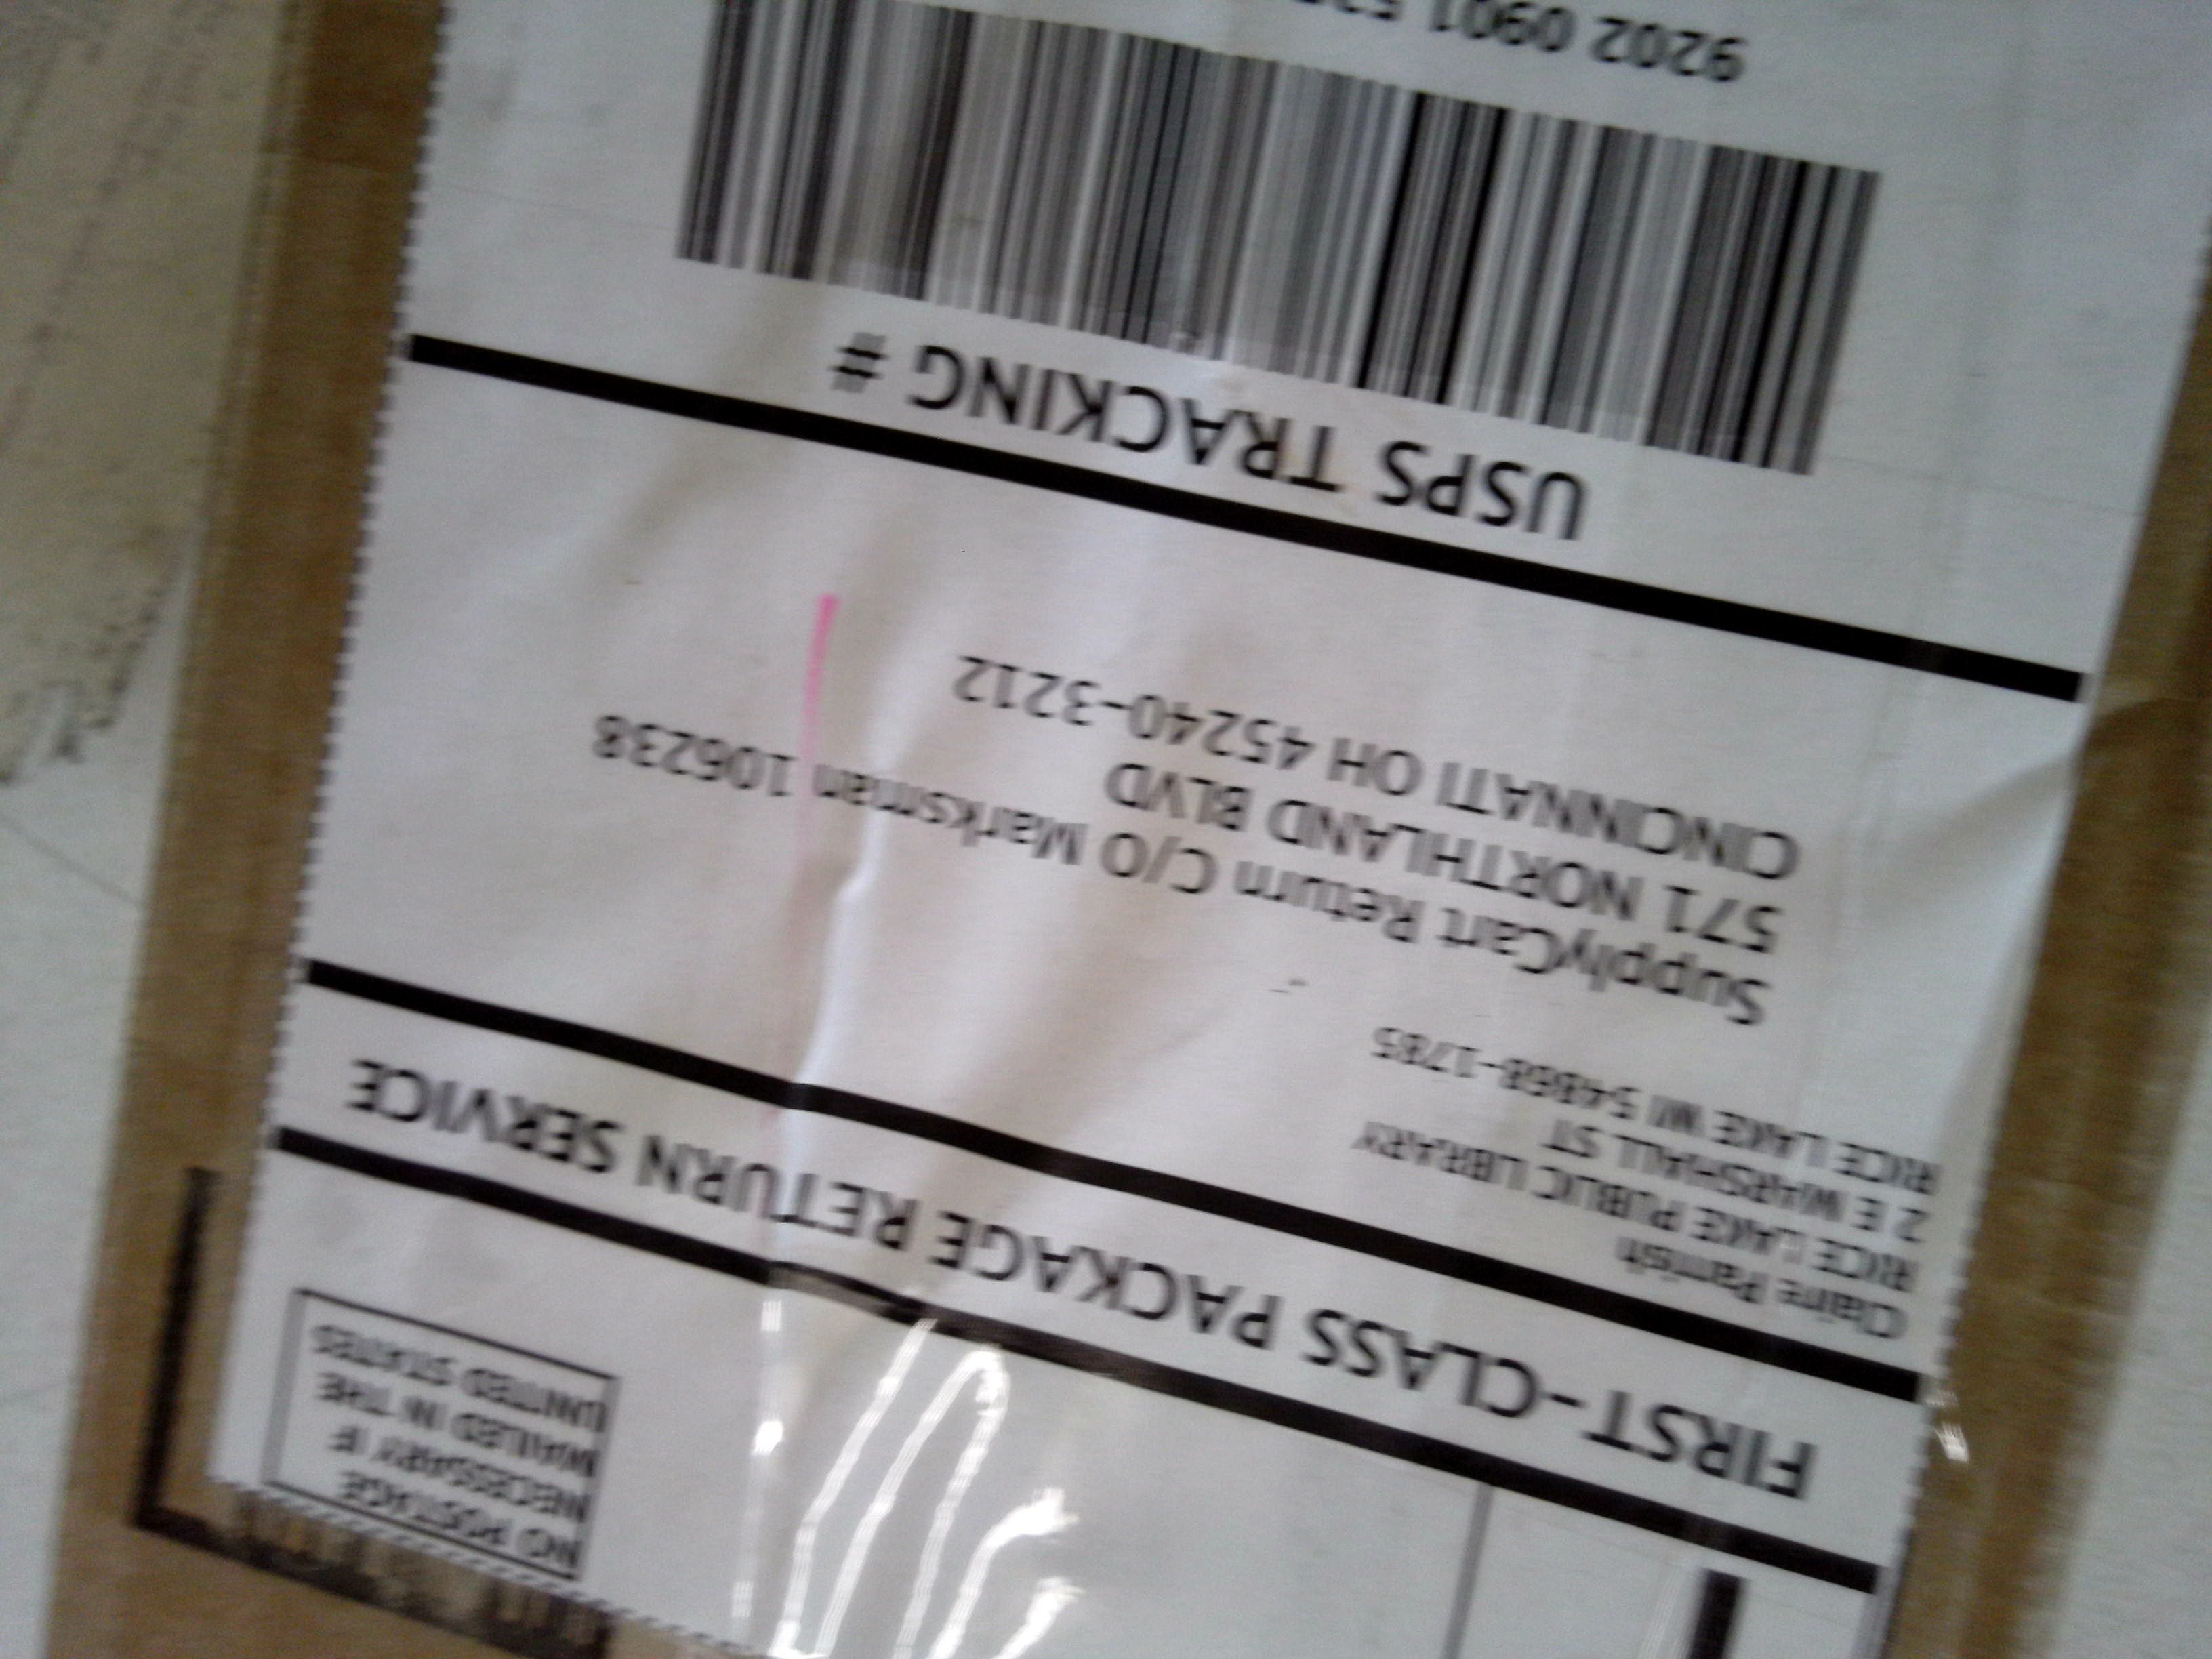 NO POSTAGE
NECESSARY IF
MAILED IN THE
UNITED STATES
FIRST-CLASS PACKAGE RETURN SERVICE
Claire Parrish
RICE LAKE PUBLIC LIBRARY
2 E MARSHALL ST
RICE LAKE WI 54868-1785
SupplyCart Return C/O Marksman 106238
571 NORTHLAND BLVD
CINCINNATI OH 45240-3212
USPS TRACKING #
9202 0901